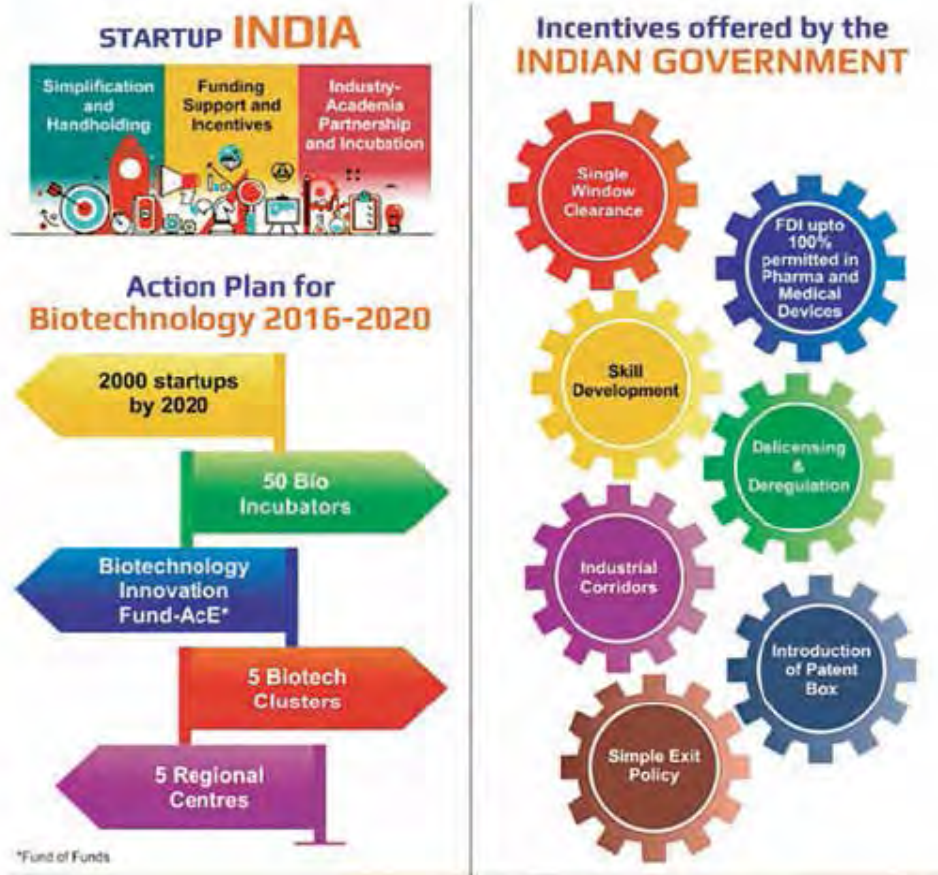 STARTUP INDIA
Simplification
and
Handholding
Funding
Support and
Incentives
Industry-
Academia
Partnership
and Incubation
Action Plan for
Biotechnology 2016-2020
2000 startups
by 2020
50 Bio
Incubators
Biotechnology
Innovation
Fund-AcE*
5 Biotech
Clusters
5 Regional
Centres
*Fund of Funds
Incentives offered by the
INDIAN GOVERNMENT
Single
Window
Clearance
FDI upto
100%
permitted in
Pharma and
Medical
Devices
Skill
Development
Delicensing
&
Deregulation
Industrial
Corridors
Introduction
of Patent
Box
Simple Exit
Policy